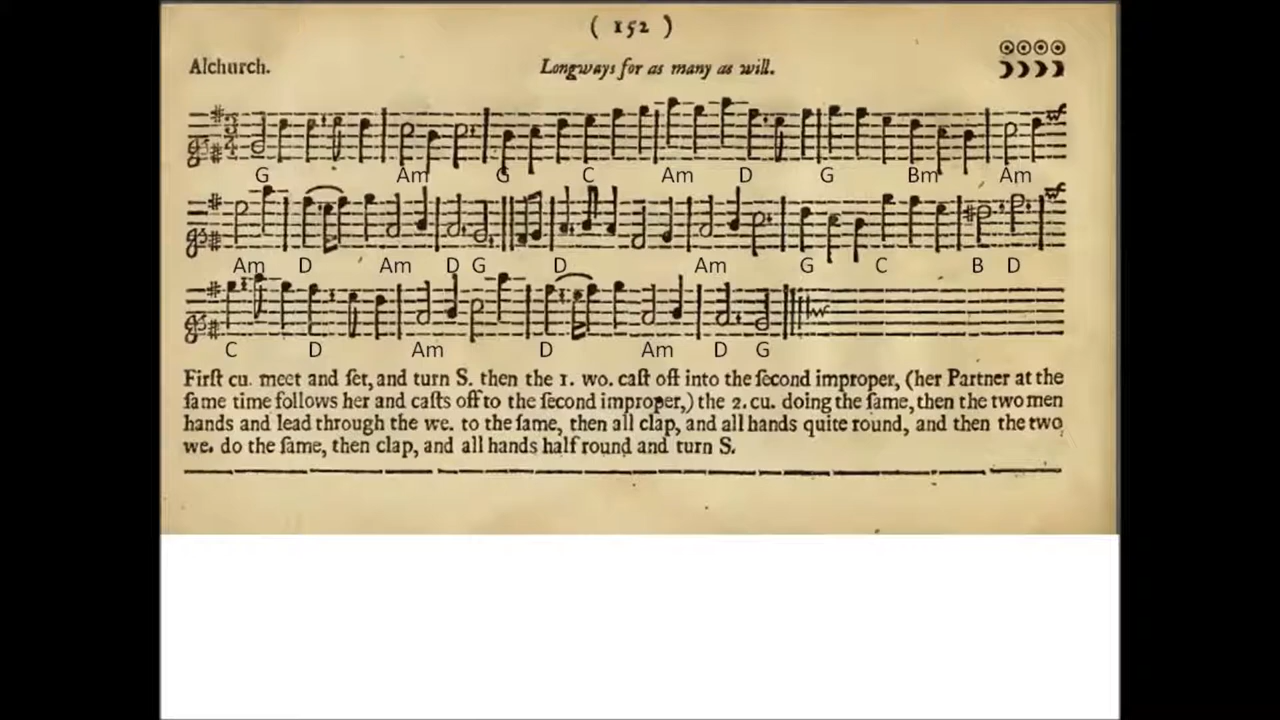 ( 152 )
Alchurch. Longways for as many as will.
3
4
G Am G C Am D G Bm Am
Am D Am D G D Am G C B D
C D Am D Am D G
Firſt cu. meet and ſet, and turn S. then the 1. wo. caſt off into the ſecond improper, (her Partner at the
ſame time follows her and caſts off to the ſecond improper,) the 2. cu. doing the ſame, then the two men
hands and lead through the we. to the ſame, then all clap, and all hands quite round, and then the two
we. do the ſame, then clap, and all hands half round and turn S.